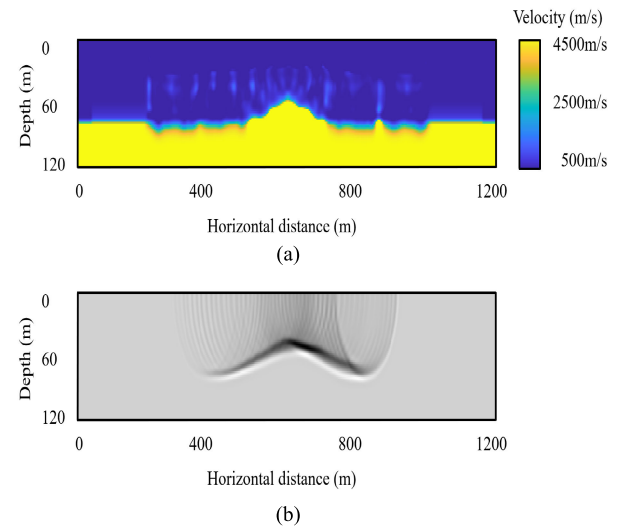 Velocity (m/s)
0
60
120
Depth (m)
4500m/s
2500m/s
500m/s
0 400 800 1200
Horizontal distance (m)
(a)
0
60
120
Depth (m)
0 400 800 1200
Horizontal distance (m)
(b)